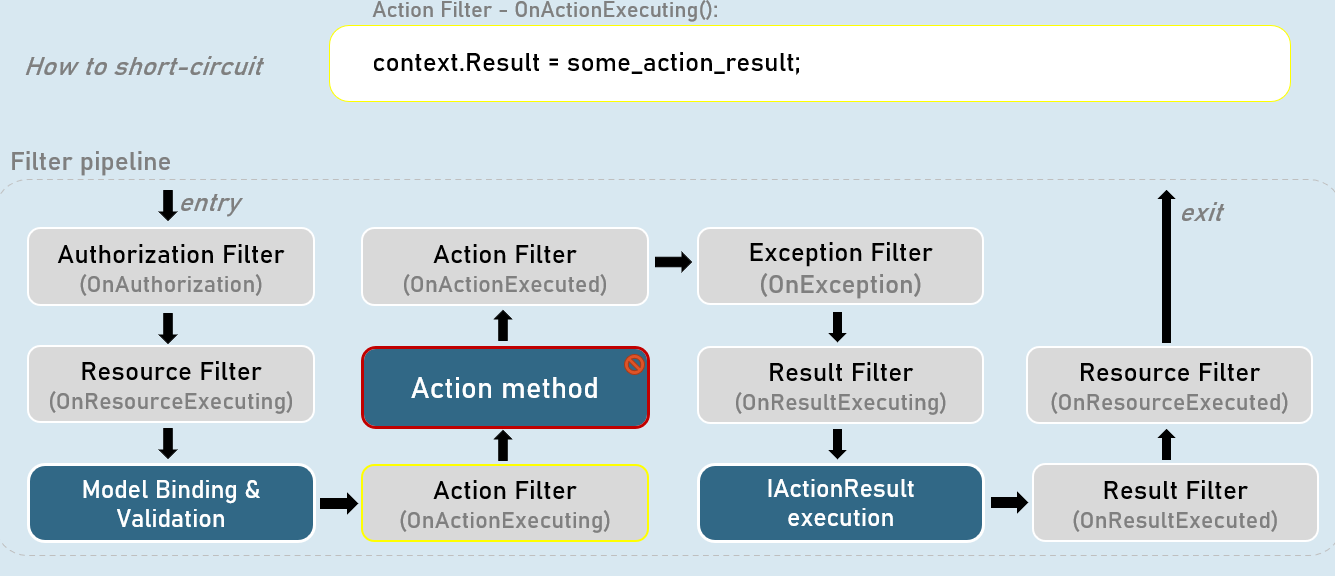 Action Filter - OnActionExecuting():
How to short-circuit
context.Result = some_action_result;
Filter pipeline
entry
exit
Authorization Filter
(OnAuthorization)
Resource Filter
(OnResourceExecuting)
Model Binding &
Validation
Action Filter
(OnActionExecuting)
Action method
Action Filter
(OnActionExecuted)
Exception Filter
(OnException)
Result Filter
(OnResultExecuting)
IActionResult
execution
Result Filter
(OnResultExecuted)
Resource Filter
(OnResourceExecuted)